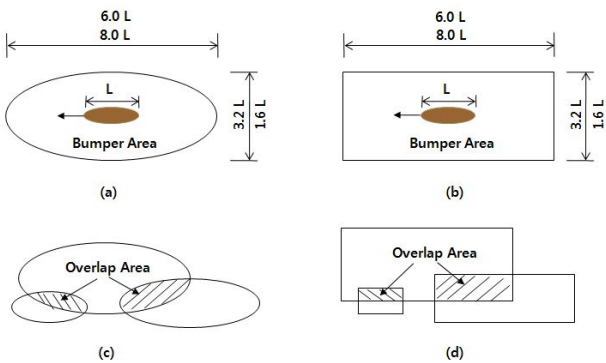 6.0 L
8.0 L
L
3.2 L
1.6 L
Bumper Area
(a)
6.0 L
8.0 L
L
3.2 L
1.6 L
Bumper Area
(b)
Overlap Area
(c)
Overlap Area
(d)